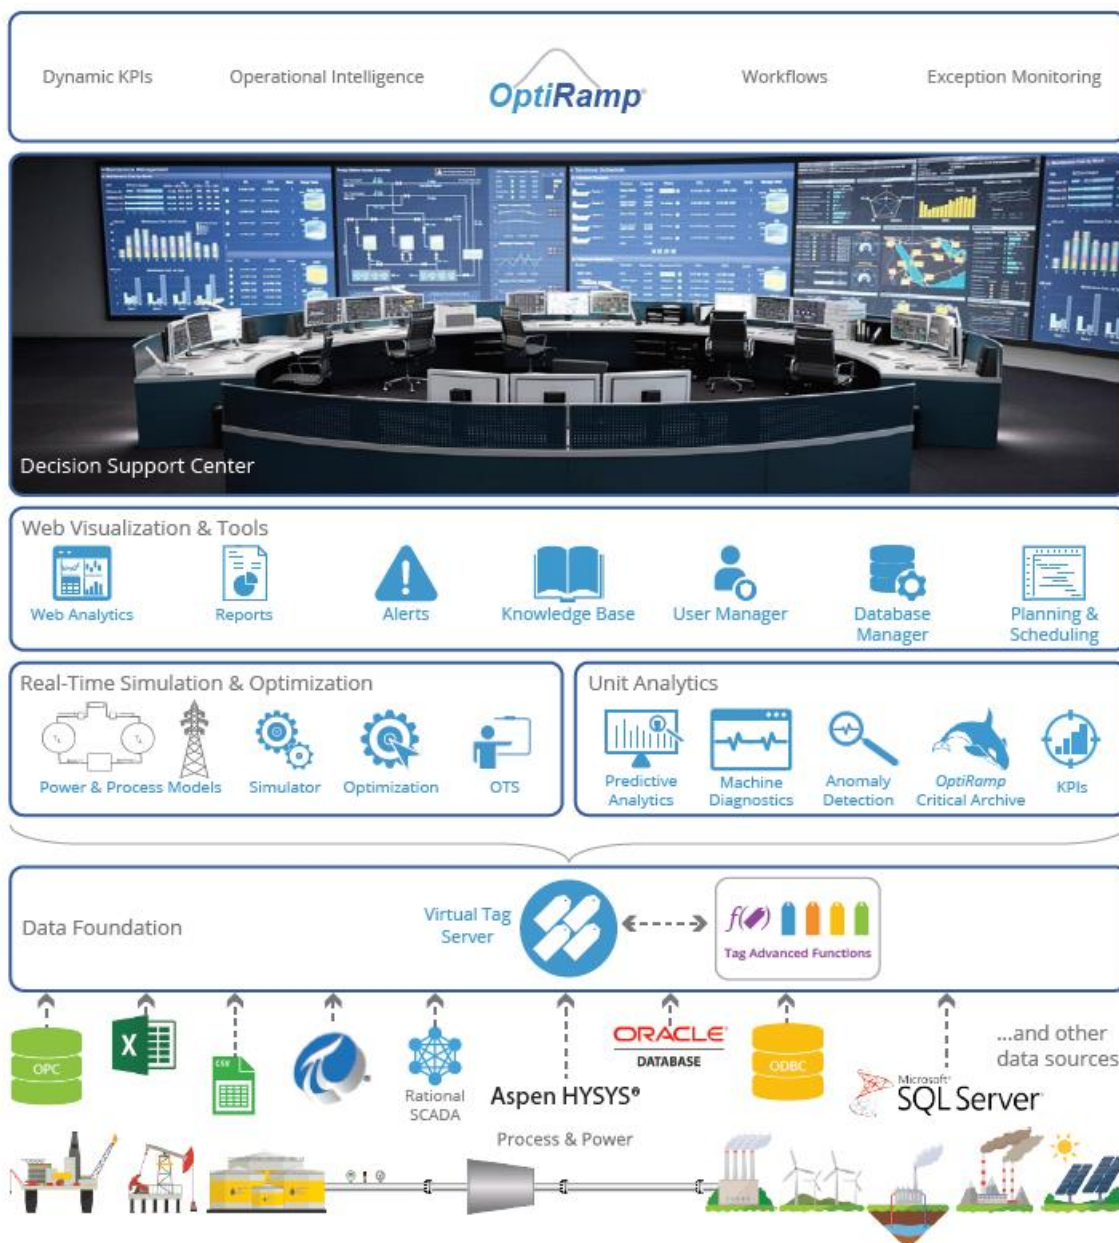 Dynamic KPIs
Operational Intelligence
OptiRamp®
Workflows
Exception Monitoring
Maintenance Management
Decision Support Center
Web Visualization & Tools
Web Analytics
Reports
Alerts
Knowledge Base
User Manager
Database
Manager
Planning &
Scheduling
Real-Time Simulation & Optimization
Power & Process Models
Simulator
Optimization
OTS
Unit Analytics
Predictive
Analytics
Machine
Diagnostics
Anomaly
Detection
OptiRamp
Critical Archive
KPIs
Data Foundation
Virtual Tag
Server
f( )
Tag Advanced Functions
OPC
X
CSV
Rational
SCADA
Aspen HYSYS®
ORACLE®
DATABASE
ODBC
Microsoft®
SQL Server®
...and other
data sources
Process & Power